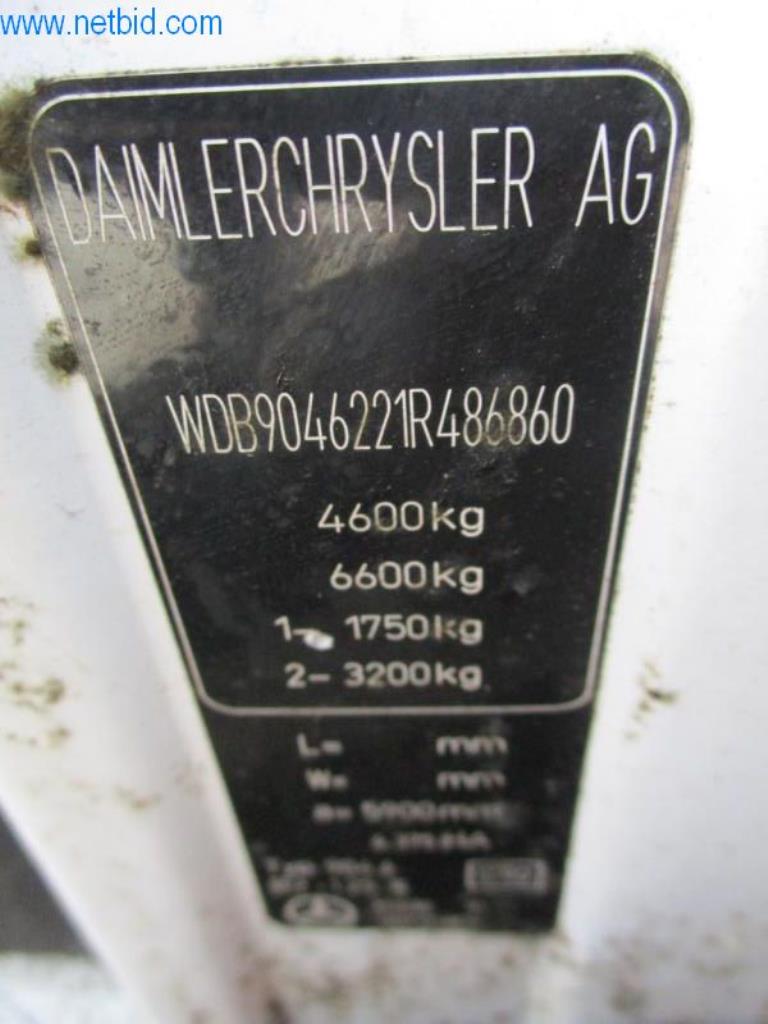 www.netbid.com
DAIMLERCHRYSLER AG
WDB9046221R486860
4600kg
6600kg
1- 1750kg
2- 3200kg
L= mm
W= mm